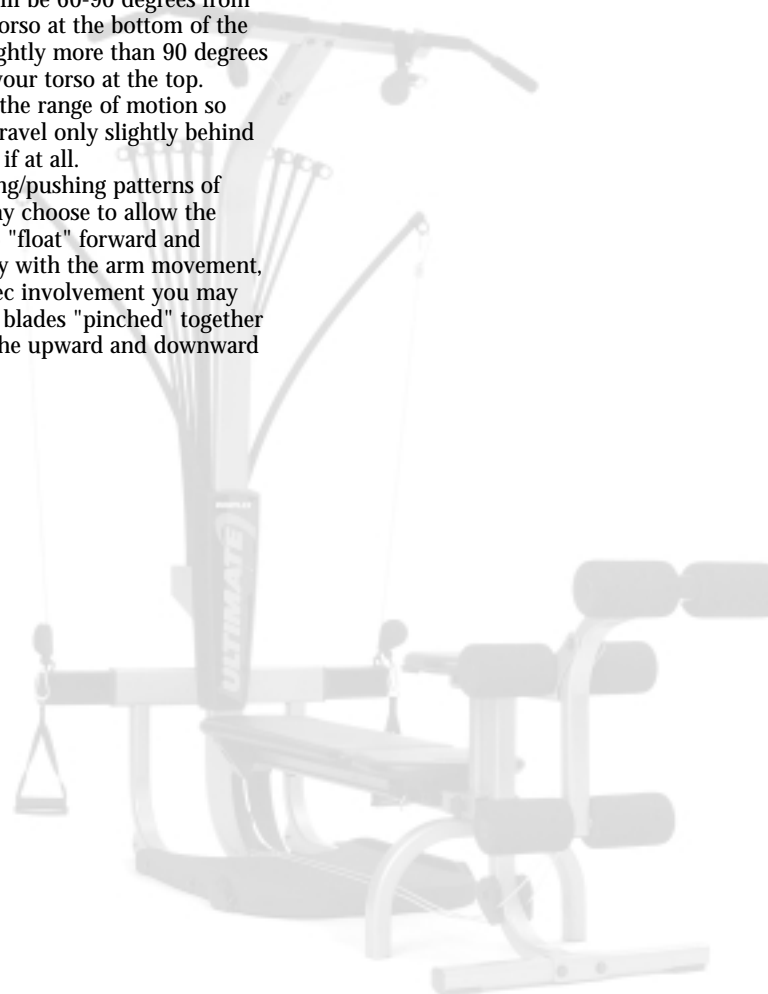 be 60-90 degrees from
orso at the bottom of the
ghtly more than 90 degrees
your torso at the top.
the range of motion so
ravel only slightly behind
if at all.
ng/pushing patterns of
y choose to allow the
"float" forward and
y with the arm movement,
ec involvement you may
blades "pinched" together
he upward and downward
ULTIMATE